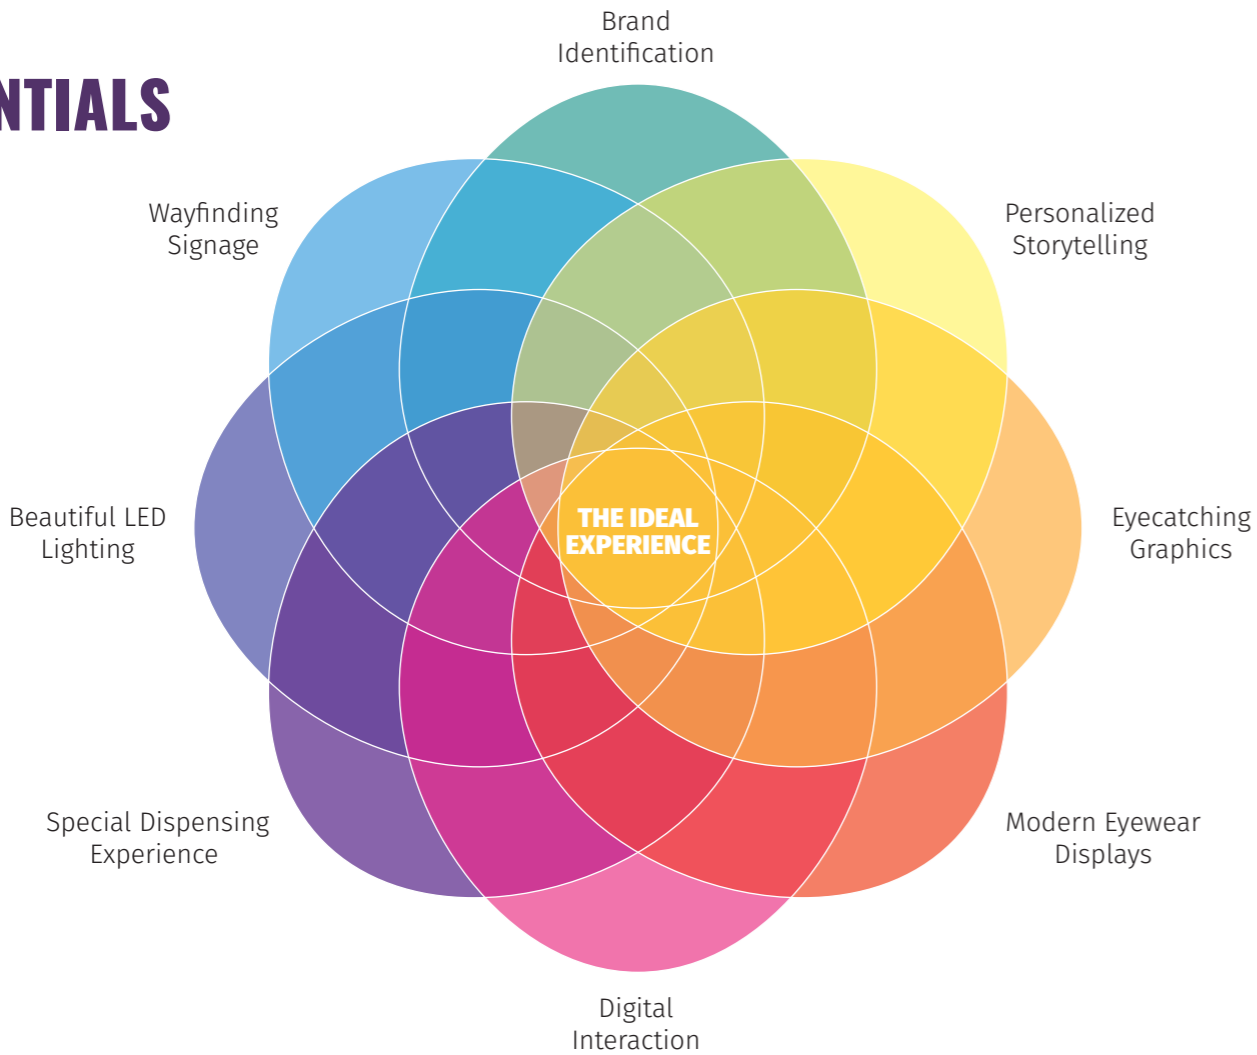 Brand
Identification
NTIALS
Wayfinding
Signage
Personalized
Storytelling
Beautiful LED
Lighting
THE IDEAL
EXPERIENCE
Eyecatching
Graphics
Special Dispensing
Experience
Modern Eyewear
Displays
Digital
Interaction